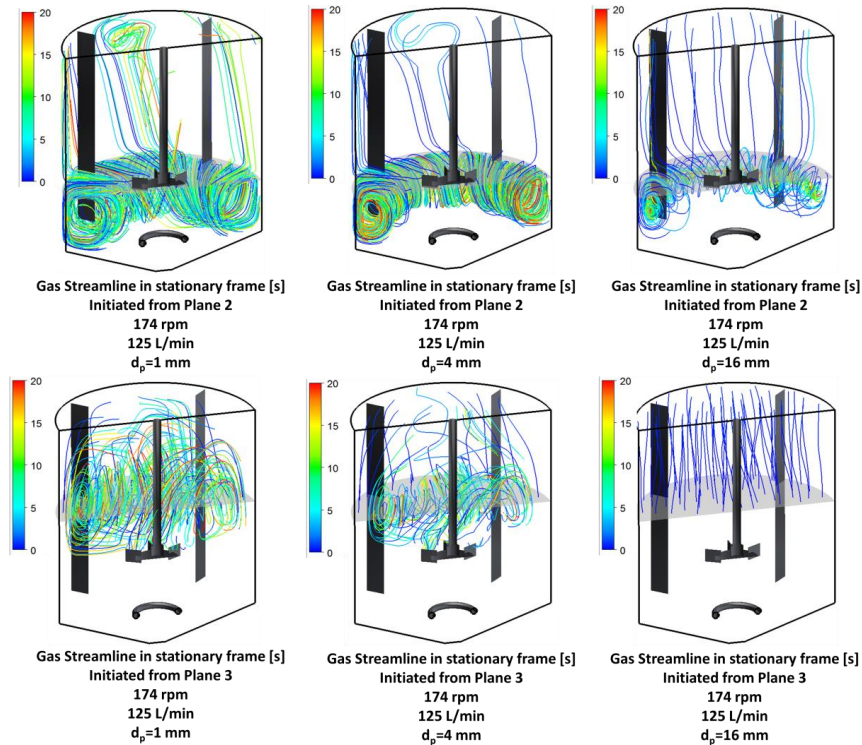 20
15
10
5
0
20
15
10
5
0
20
15
10
5
0
Gas Streamline in stationary frame [s]
Initiated from Plane 2
174 rpm
125 L/min
dₚ=1 mm
Gas Streamline in stationary frame [s]
Initiated from Plane 2
174 rpm
125 L/min
dₚ=4 mm
Gas Streamline in stationary frame [s]
Initiated from Plane 2
174 rpm
125 L/min
dₚ=16 mm
20
15
10
5
0
20
15
10
5
0
20
15
10
5
0
Gas Streamline in stationary frame [s]
Initiated from Plane 3
174 rpm
125 L/min
dₚ=1 mm
Gas Streamline in stationary frame [s]
Initiated from Plane 3
174 rpm
125 L/min
dₚ=4 mm
Gas Streamline in stationary frame [s]
Initiated from Plane 3
174 rpm
125 L/min
dₚ=16 mm